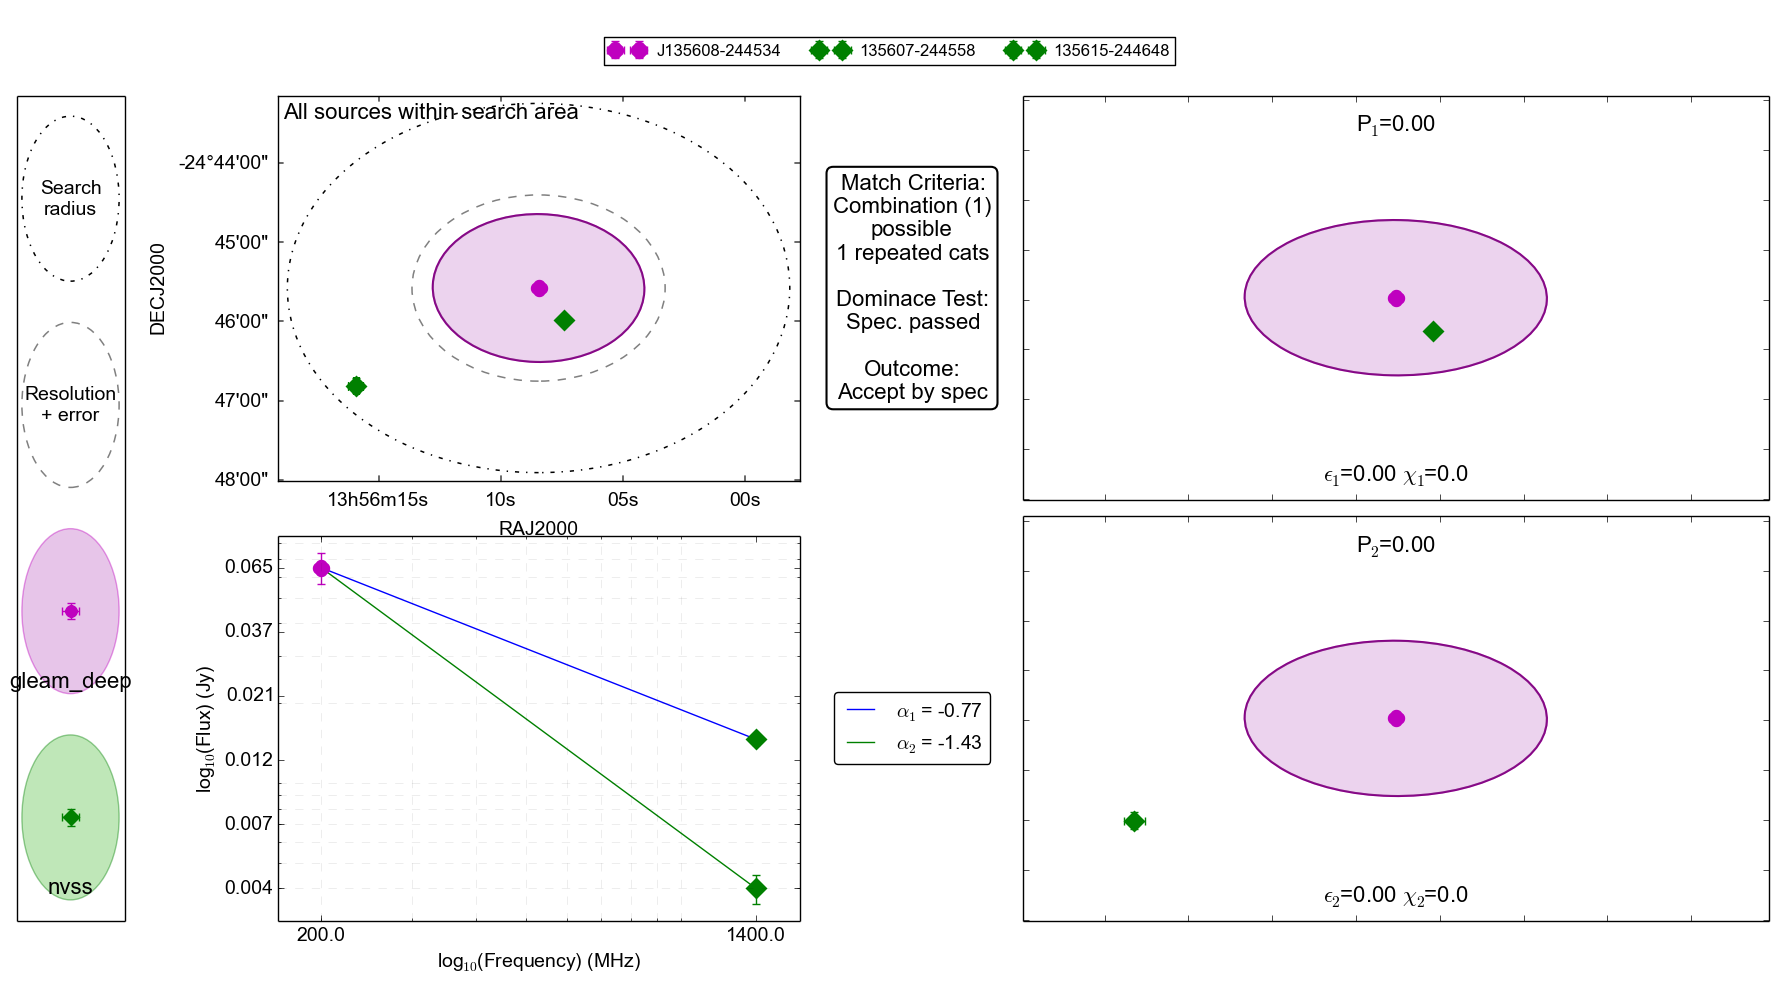 J135608-244534 135607-244558 135615-244648
Search
radius
Resolution
+ error
gleam_deep
nvss
All sources within search area
DECJ2000
-24°44'00"
45'00"
46'00"
47'00"
48'00"
13h56m15s 10s 05s 00s
RAJ2000
Match Criteria:
Combination (1)
possible
1 repeated cats
Dominace Test:
Spec. passed
Outcome:
Accept by spec
log₁₀(Flux) (Jy)
0.065
0.037
0.021
0.012
0.007
0.004
200.0 1400.0
log₁₀(Frequency) (MHz)
α₁ = -0.77
α₂ = -1.43
P₁=0.00
ϵ₁=0.00 χ₁=0.0
P₂=0.00
ϵ₂=0.00 χ₂=0.0